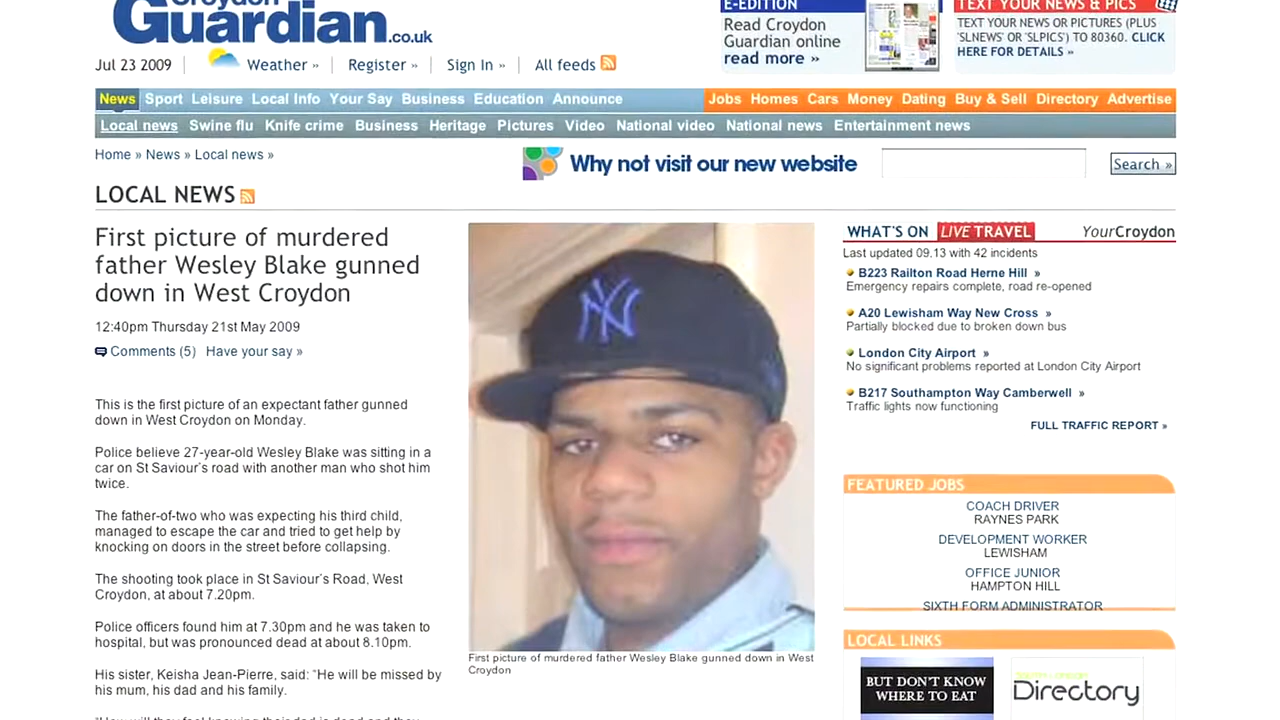 Croydon
Guardian.co.uk
E-EDITION
Read Croydon
Guardian online
read more »
TEXT YOUR NEWS & PICS
TEXT YOUR NEWS OR PICTURES (PLUS
'SLNEWS' OR 'SLPICS') TO 80360. CLICK
HERE FOR DETAILS »
Jul 23 2009 Weather » Register » Sign In » All feeds
News Sport Leisure Local Info Your Say Business Education Announce Jobs Homes Cars Money Dating Buy & Sell Directory Advertise
Local news Swine flu Knife crime Business Heritage Pictures Video National video National news Entertainment news
Home » News » Local news »
Why not visit our new website
Search »
LOCAL NEWS
First picture of murdered
father Wesley Blake gunned
down in West Croydon
12:40pm Thursday 21st May 2009
Comments (5) Have your say »
This is the first picture of an expectant father gunned
down in West Croydon on Monday.
Police believe 27-year-old Wesley Blake was sitting in a
car on St Saviour's road with another man who shot him
twice.
The father-of-two who was expecting his third child,
managed to escape the car and tried to get help by
knocking on doors in the street before collapsing.
The shooting took place in St Saviour's Road, West
Croydon, at about 7.20pm.
Police officers found him at 7.30pm and he was taken to
hospital, but was pronounced dead at about 8.10pm.
His sister, Keisha Jean-Pierre, said: "He will be missed by
his mum, his dad and his family.
"How will they feel knowing their dad is dead and they
NY
First picture of murdered father Wesley Blake gunned down in West
Croydon
WHAT'S ON LIVE TRAVEL YourCroydon
Last updated 09.13 with 42 incidents
B223 Railton Road Herne Hill »
Emergency repairs complete, road re-opened
A20 Lewisham Way New Cross »
Partially blocked due to broken down bus
London City Airport »
No significant problems reported at London City Airport
B217 Southampton Way Camberwell »
Traffic lights now functioning
FULL TRAFFIC REPORT »
FEATURED JOBS
COACH DRIVER
RAYNES PARK
DEVELOPMENT WORKER
LEWISHAM
OFFICE JUNIOR
HAMPTON HILL
SIXTH FORM ADMINISTRATOR
LOCAL LINKS
BUT DON'T KNOW
WHERE TO EAT
Directory